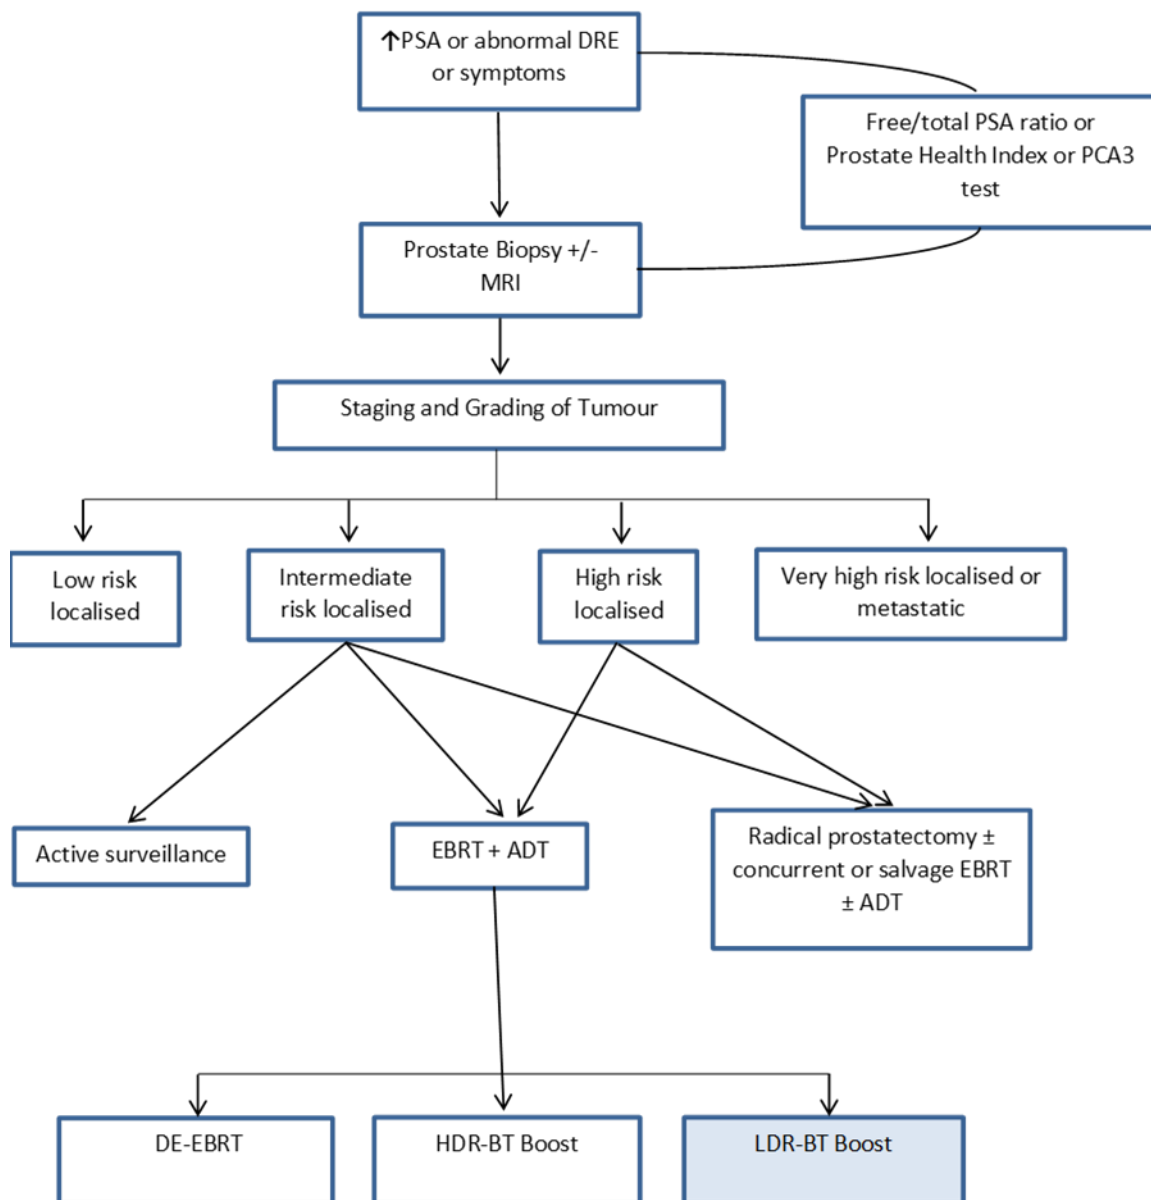 ↑PSA or abnormal DRE
or symptoms
Free/total PSA ratio or
Prostate Health Index or PCA3
test
Prostate Biopsy +/-
MRI
Staging and Grading of Tumour
Low risk
localised
Intermediate
risk localised
High risk
localised
Very high risk localised or
metastatic
Active surveillance
EBRT + ADT
Radical prostatectomy ±
concurrent or salvage EBRT
± ADT
DE-EBRT
HDR-BT Boost
LDR-BT Boost